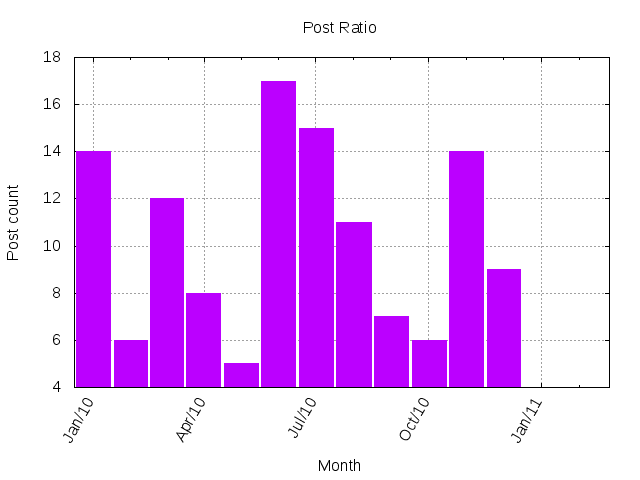 Post Ratio
18
16
14
12
10
8
6
4
Post count
Jan/10
Apr/10
Jul/10
Oct/10
Jan/11
Month